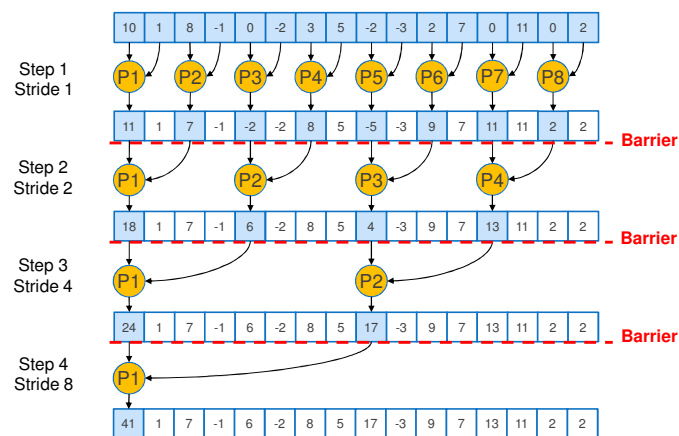 10 1 8 -1 0 -2 3 5 -2 -3 2 7 0 11 0 2
Step 1
Stride 1
P1 P2 P3 P4 P5 P6 P7 P8
11 1 7 -1 -2 -2 8 5 -5 -3 9 7 11 11 2 2
Barrier
Step 2
Stride 2
P1 P2 P3 P4
18 1 7 -1 6 -2 8 5 4 -3 9 7 13 11 2 2
Barrier
Step 3
Stride 4
P1 P2
24 1 7 -1 6 -2 8 5 17 -3 9 7 13 11 2 2
Barrier
Step 4
Stride 8
P1
41 1 7 -1 6 -2 8 5 17 -3 9 7 13 11 2 2